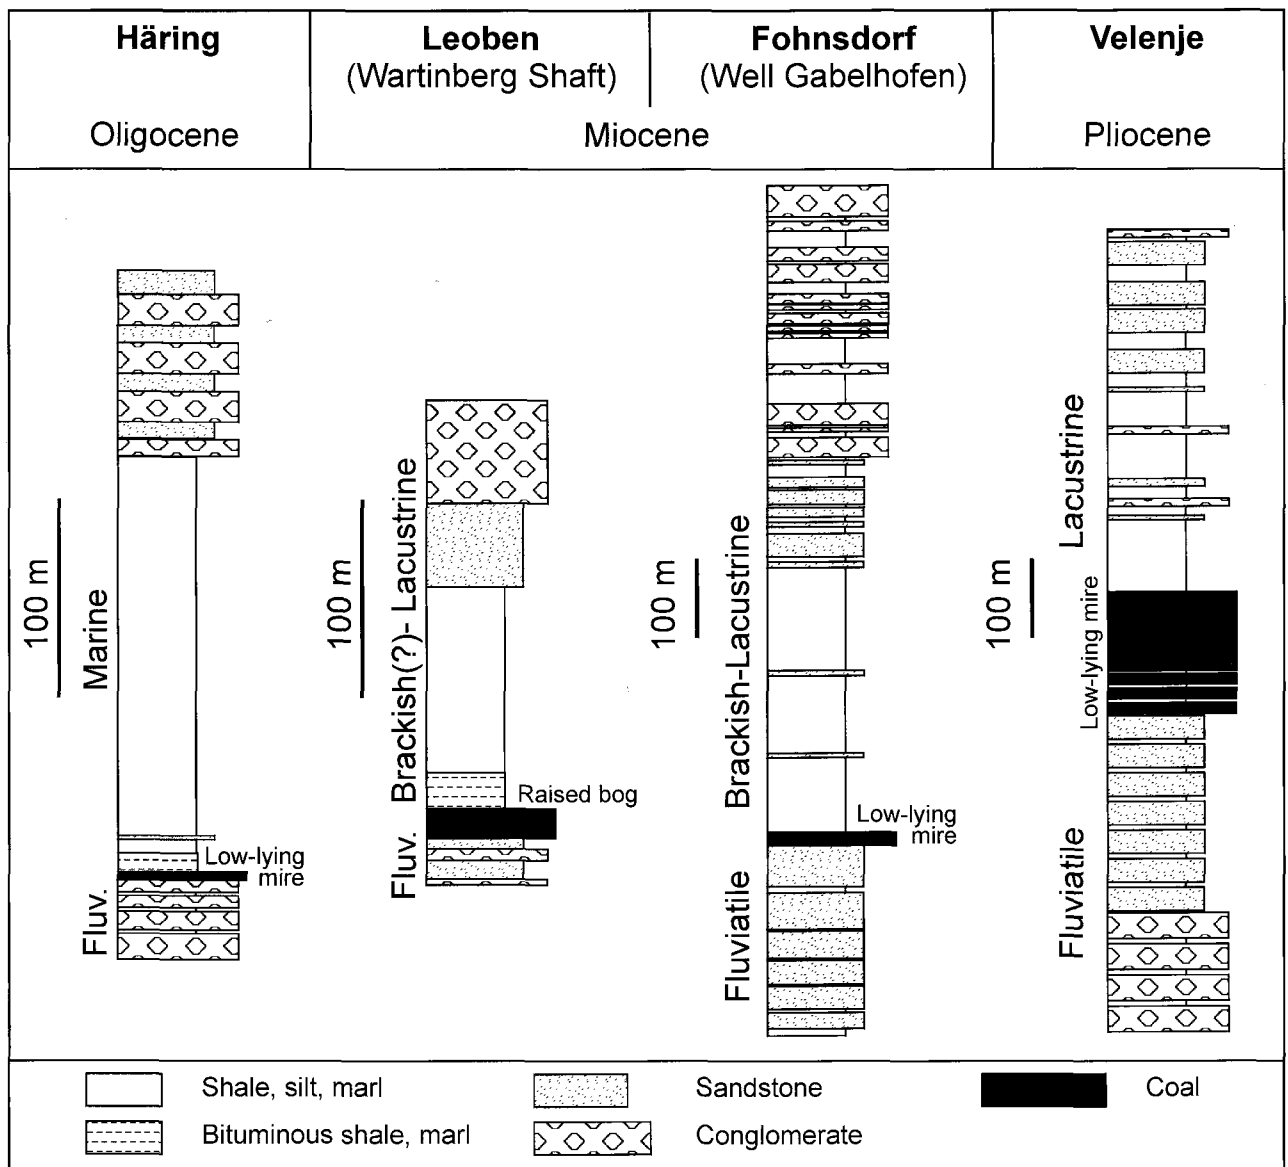 Häring
Leoben
(Wartinberg Shaft)
Fohnsdorf
(Well Gabelhofen)
Velenje
Oligocene
Miocene
Pliocene
100 m
Marine
Fluv.
Low-lying
mire
100 m
Brackish(?)- Lacustrine
Fluv.
Raised bog
100 m
Brackish-Lacustrine
Fluviatile
Low-lying
mire
100 m
Lacustrine
Low-lying mire
Fluviatile
Shale, silt, marl
Sandstone
Coal
Bituminous shale, marl
Conglomerate